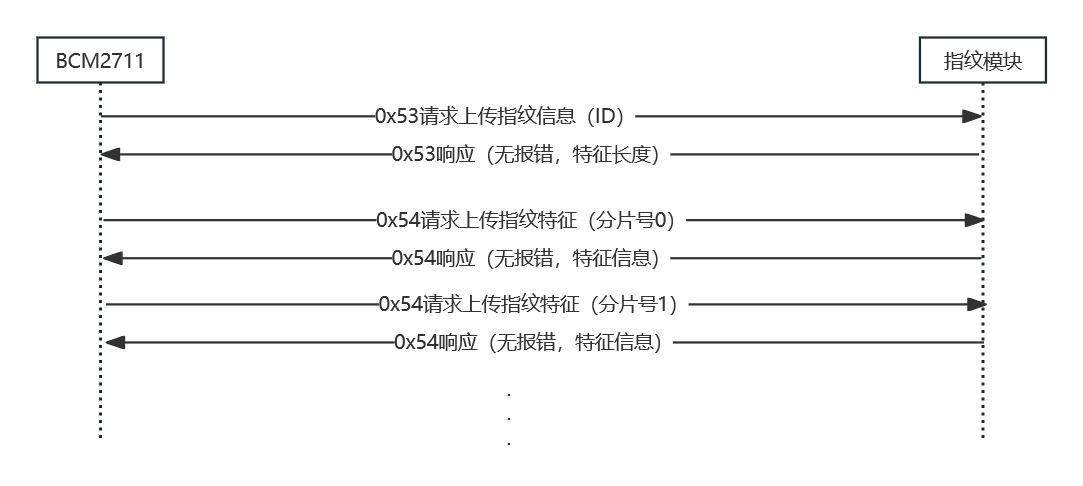 BCM2711
指纹模块
0x53请求上传指纹信息（ID）
0x53响应（无报错，特征长度）
0x54请求上传指纹特征（分片号0）
0x54响应（无报错，特征信息）
0x54请求上传指纹特征（分片号1）
0x54响应（无报错，特征信息）
.
.
.